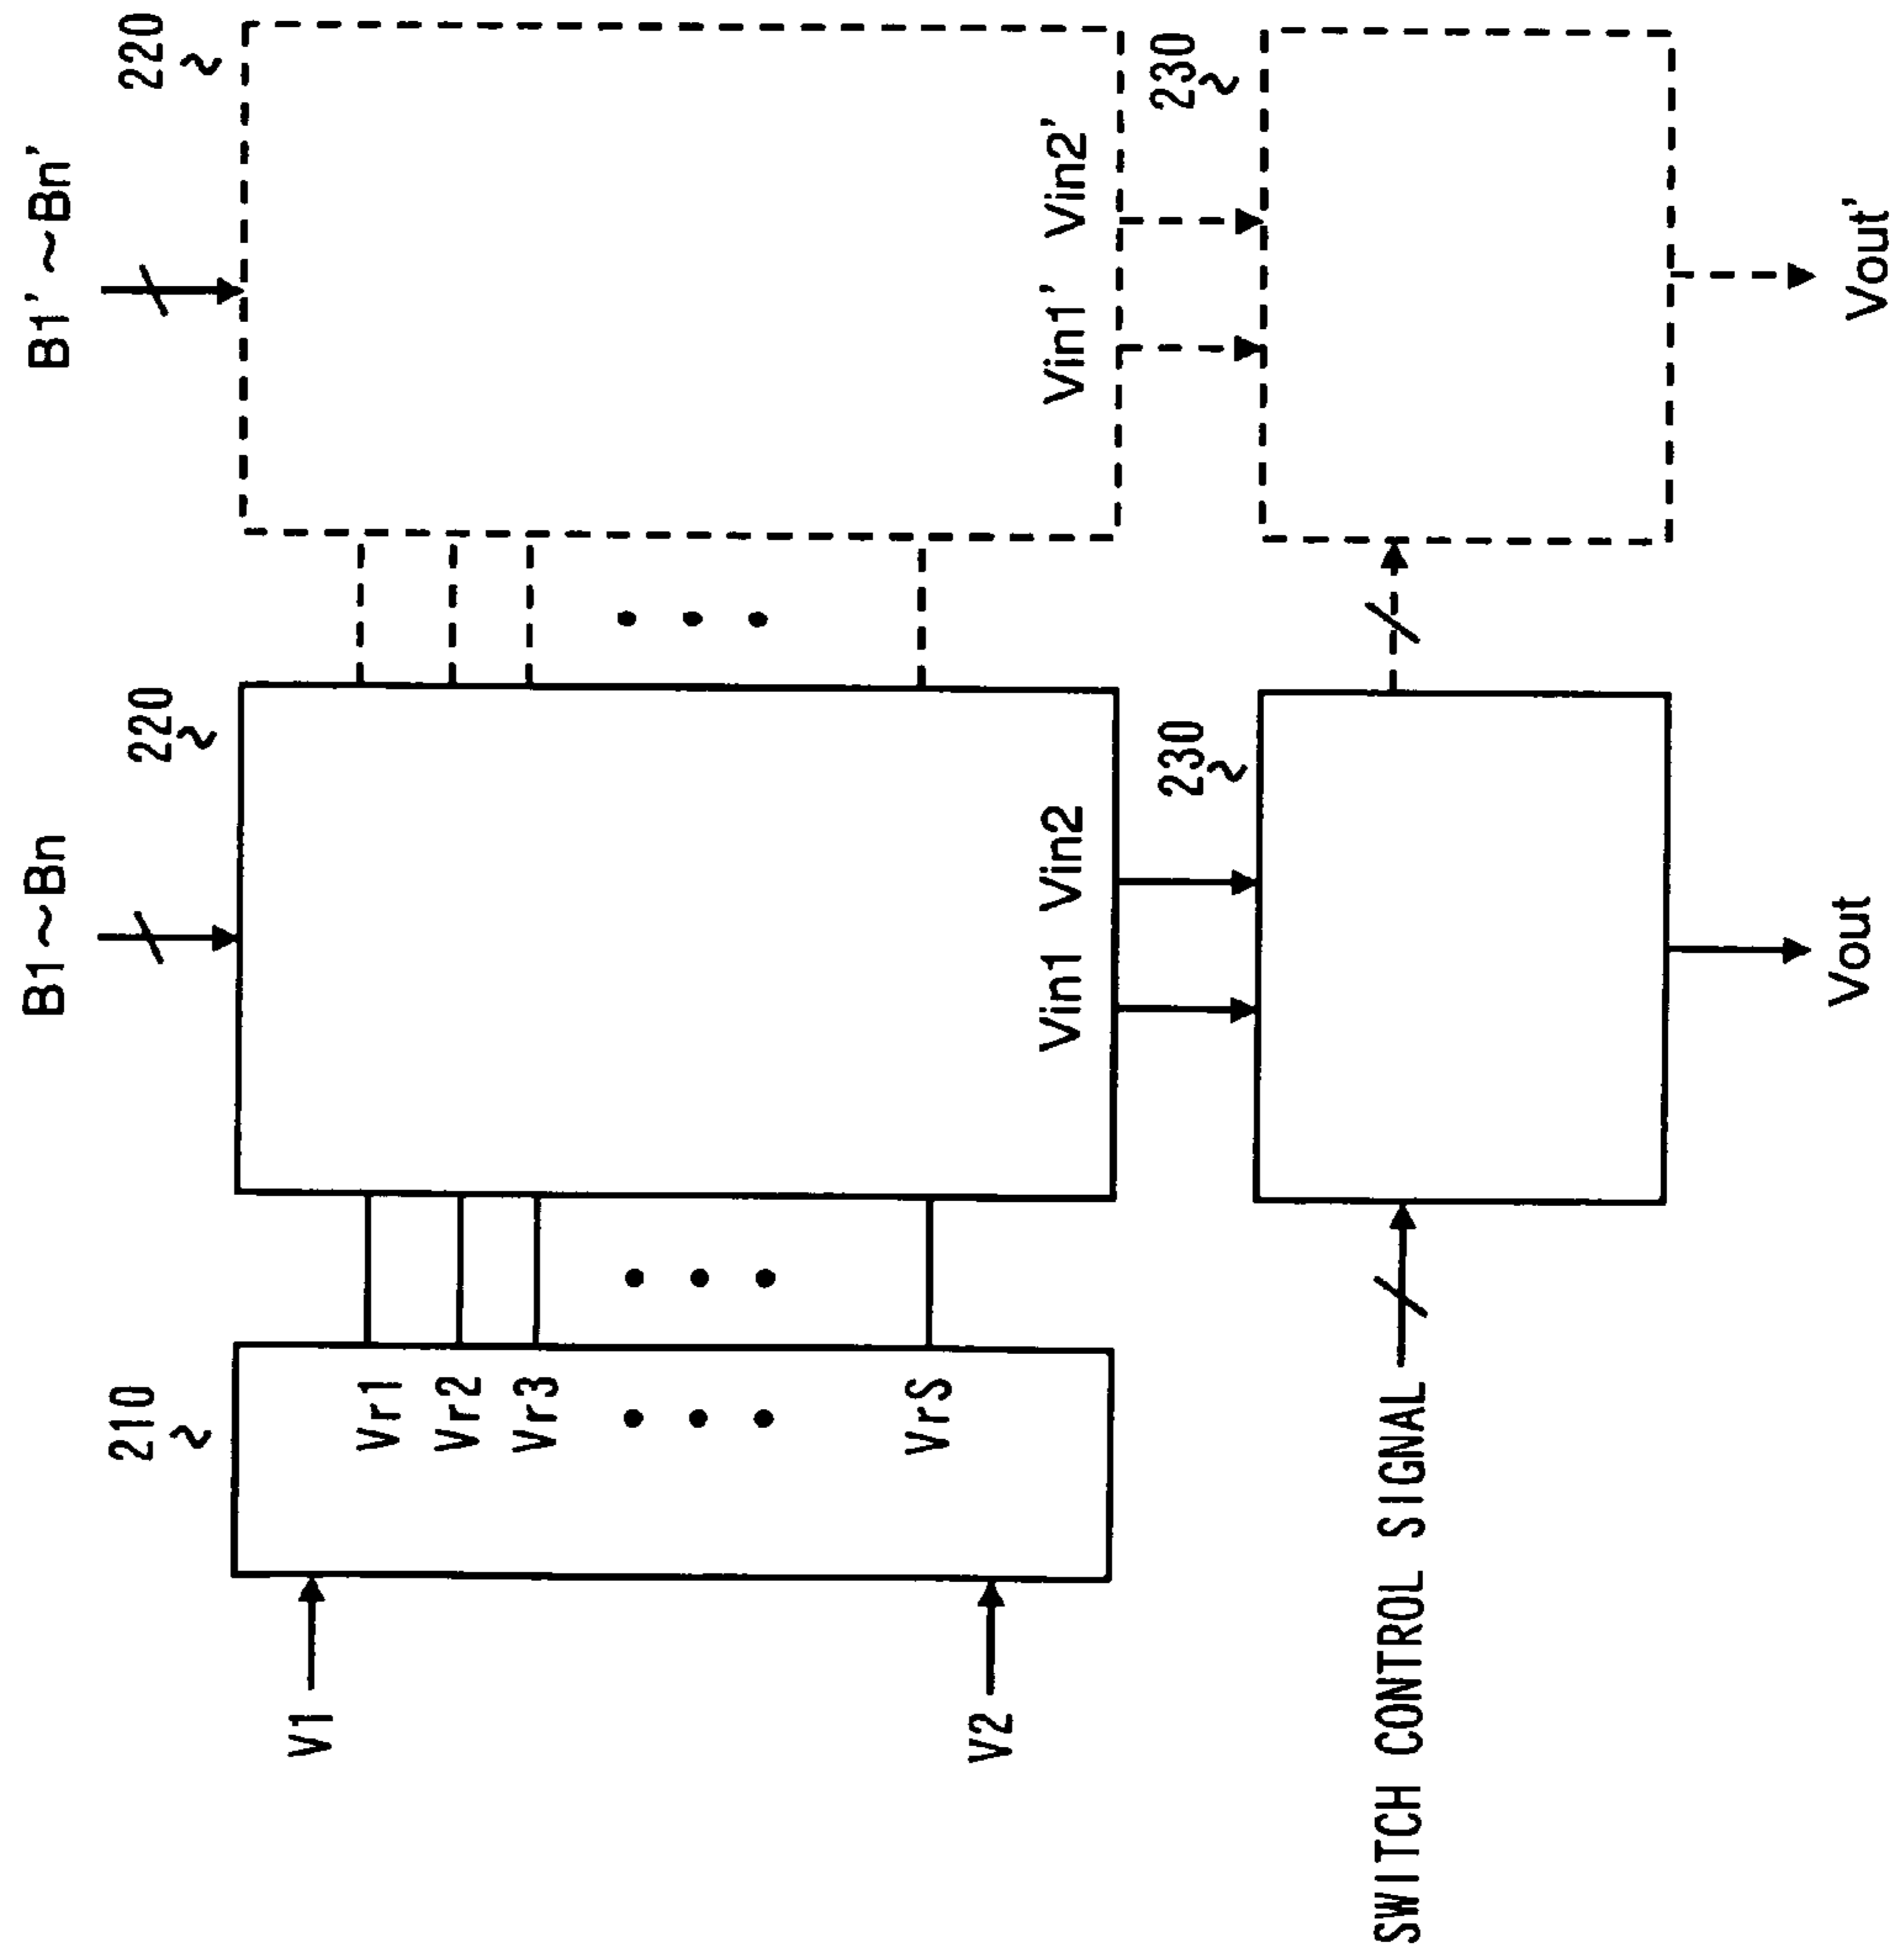 B1~Bn
B1'~Bn'
210
220
220
V1
Vr1
Vr2
Vr3
VrS
V2
Vin1 Vin2
Vin1' Vin2'
230
230
SWITCH CONTROL SIGNAL
Vout
Vout'